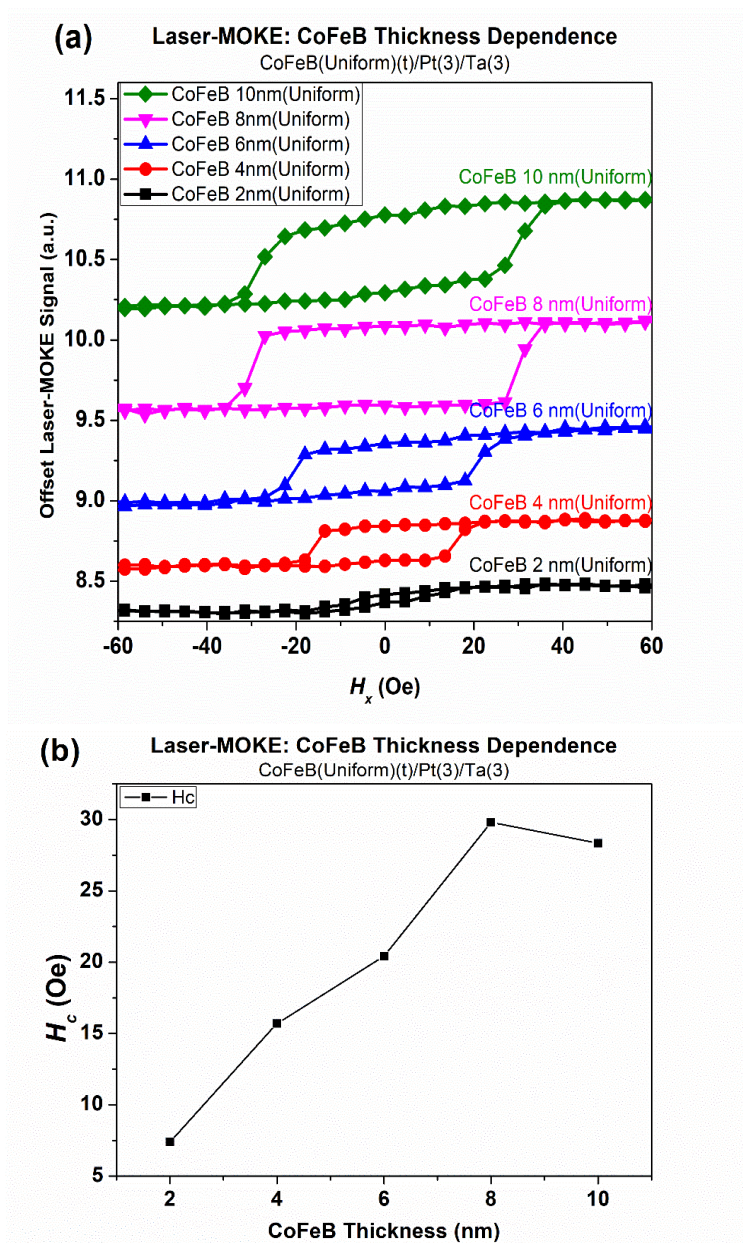 (a)
Laser-MOKE: CoFeB Thickness Dependence
CoFeB(Uniform)(t)/Pt(3)/Ta(3)
11.5
11.0
10.5
10.0
9.5
9.0
8.5
Offset Laser-MOKE Signal (a.u.)
CoFeB 10nm(Uniform)
CoFeB 8nm(Uniform)
CoFeB 6nm(Uniform)
CoFeB 4nm(Uniform)
CoFeB 2nm(Uniform)
CoFeB 10 nm(Uniform)
CoFeB 8 nm(Uniform)
CoFeB 6 nm(Uniform)
CoFeB 4 nm(Uniform)
CoFeB 2 nm(Uniform)
-60 -40 -20 0 20 40 60
Hx (Oe)
(b)
Laser-MOKE: CoFeB Thickness Dependence
CoFeB(Uniform)(t)/Pt(3)/Ta(3)
Hc
30
25
20
15
10
5
Hc (Oe)
2 4 6 8 10
CoFeB Thickness (nm)